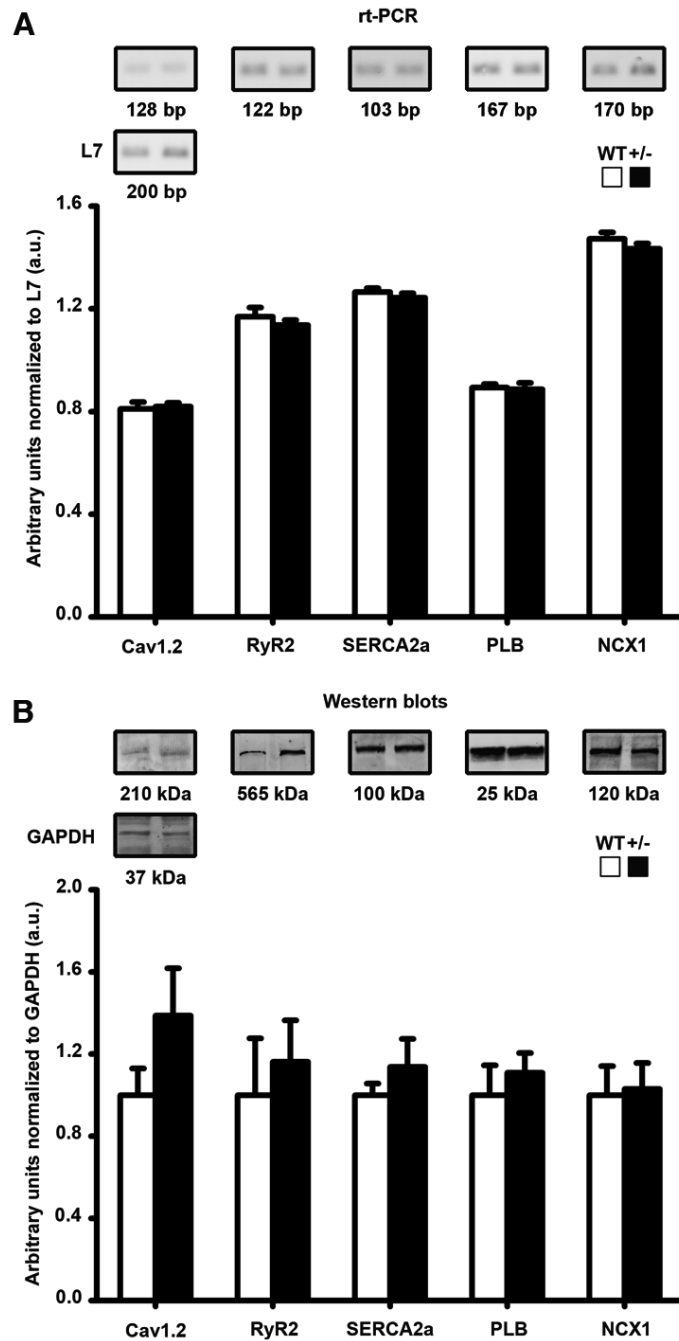 A
rt-PCR
128 bp 122 bp 103 bp 167 bp 170 bp
L7
WT +/-
200 bp
Arbitrary units normalized to L7 (a.u.)
1.6
1.2
0.8
0.4
0.0
Cav1.2 RyR2 SERCA2a PLB NCX1
B
Western blots
210 kDa 565 kDa 100 kDa 25 kDa 120 kDa
GAPDH
WT +/-
37 kDa
Arbitrary units normalized to GAPDH (a.u.)
2.0
1.6
1.2
0.8
0.4
0.0
Cav1.2 RyR2 SERCA2a PLB NCX1